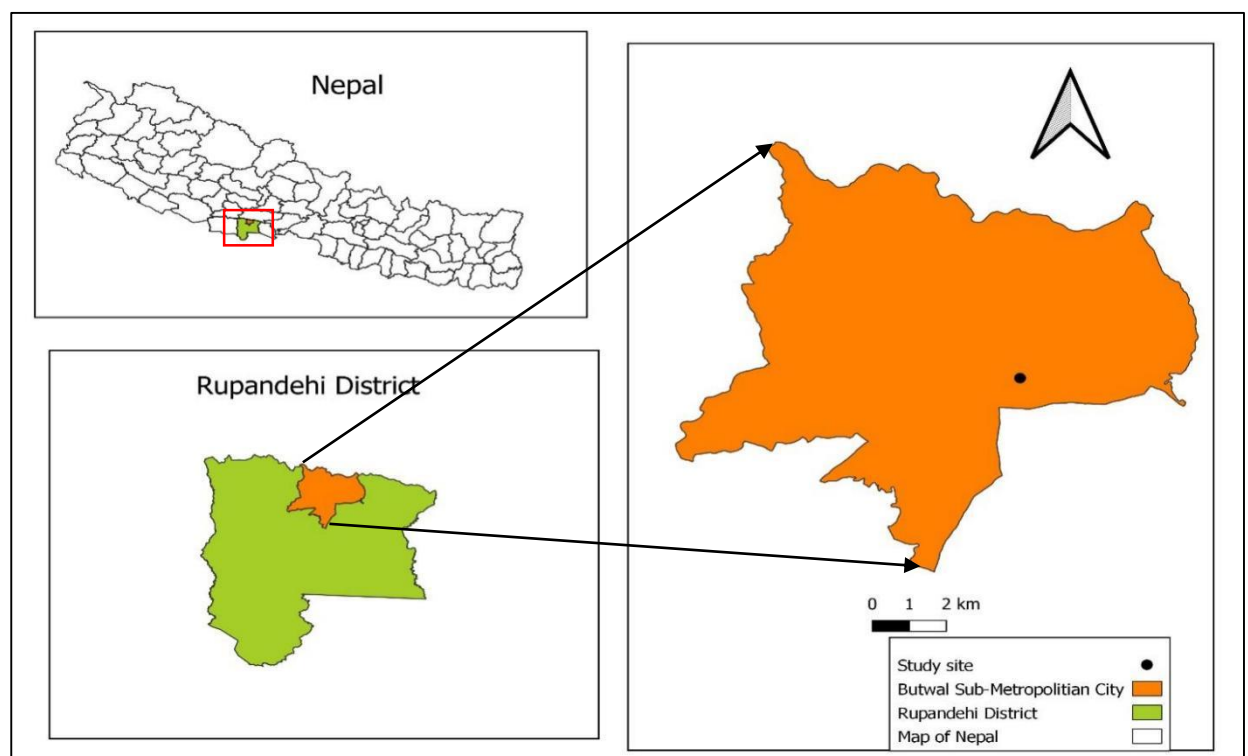 Nepal
Rupandehi District
0 1 2 km
Study site
Butwal Sub-Metropolitian City
Rupandehi District
Map of Nepal